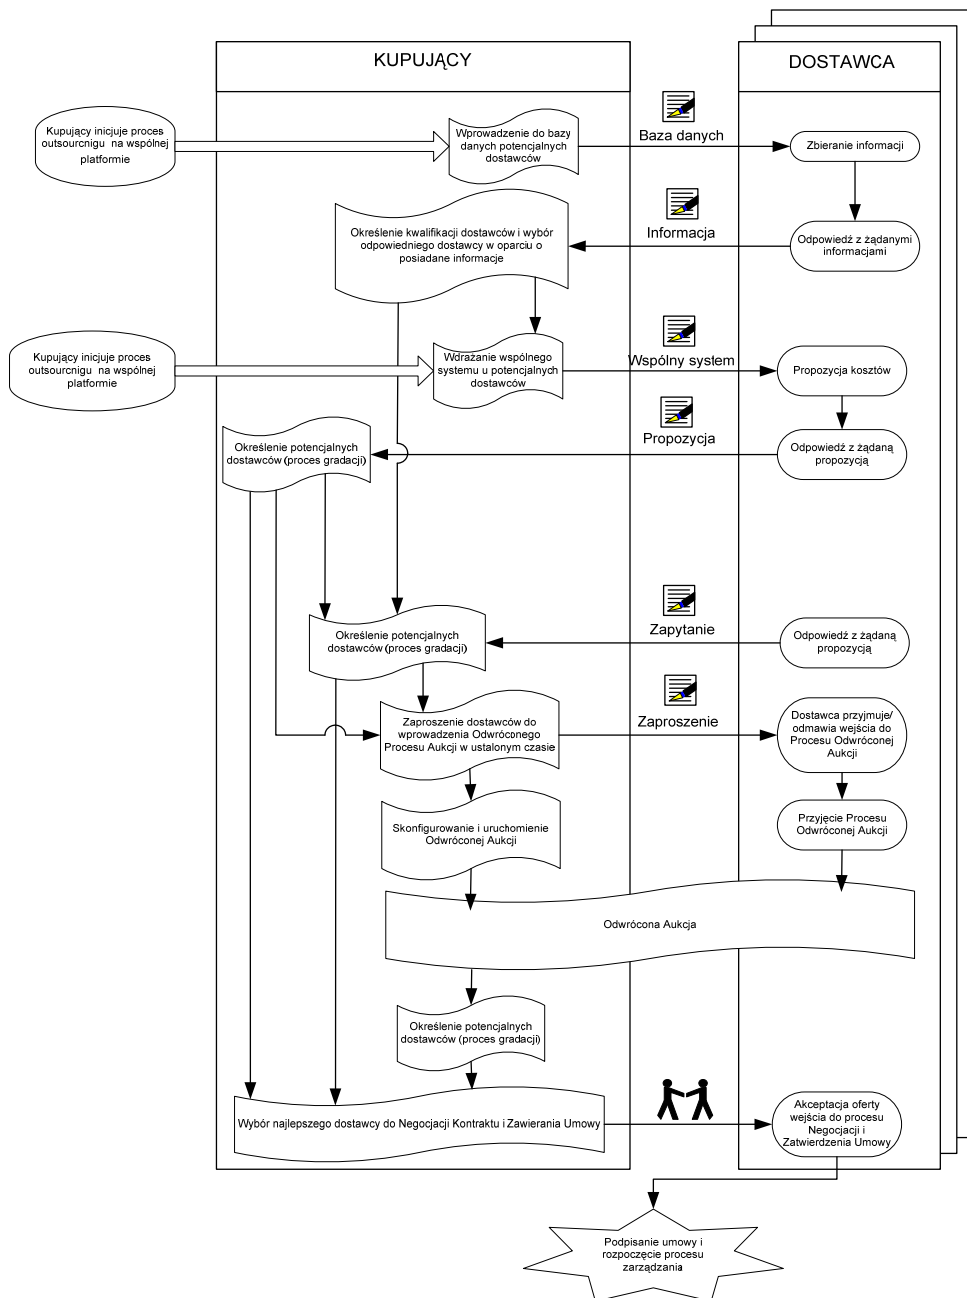 KUPUJĄCY
DOSTAWCA
Kupujący inicjuje proces
outsourcnigu na wspólnej
platformie
Wprowadzenie do bazy
danych potencjalnych
dostawców
Baza danych
Zbieranie informacji
Określenie kwalifikacji dostawców i wybór
odpowiedniego dostawcy w oparciu o
posiadane informacje
Informacja
Odpowiedź z żądanymi
informacjami
Kupujący inicjuje proces
outsourcnigu na wspólnej
platformie
Wdrażanie wspólnego
systemu u potencjalnych
dostawców
Wspólny system
Propozycja kosztów
Określenie potencjalnych
dostawców (proces gradacji)
Propozycja
Odpowiedź z żądaną
propozycją
Określenie potencjalnych
dostawców (proces gradacji)
Zapytanie
Odpowiedź z żądaną
propozycją
Zaproszenie dostawców do
wprowadzenia Odwróconego
Procesu Aukcji w ustalonym czasie
Zaproszenie
Dostawca przyjmuje/
odmawia wejścia do
Procesu Odwróconej
Aukcji
Skonfigurowanie i uruchomienie
Odwróconej Aukcji
Przyjęcie Procesu
Odwróconej Aukcji
Odwrócona Aukcja
Określenie potencjalnych
dostawców (proces gradacji)
Wybór najlepszego dostawcy do Negocjacji Kontraktu i Zawierania Umowy
Akceptacja oferty
wejścia do procesu
Negocjacji i
Zatwierdzenia Umowy
Podpisanie umowy i
rozpoczęcie procesu
zarządzania